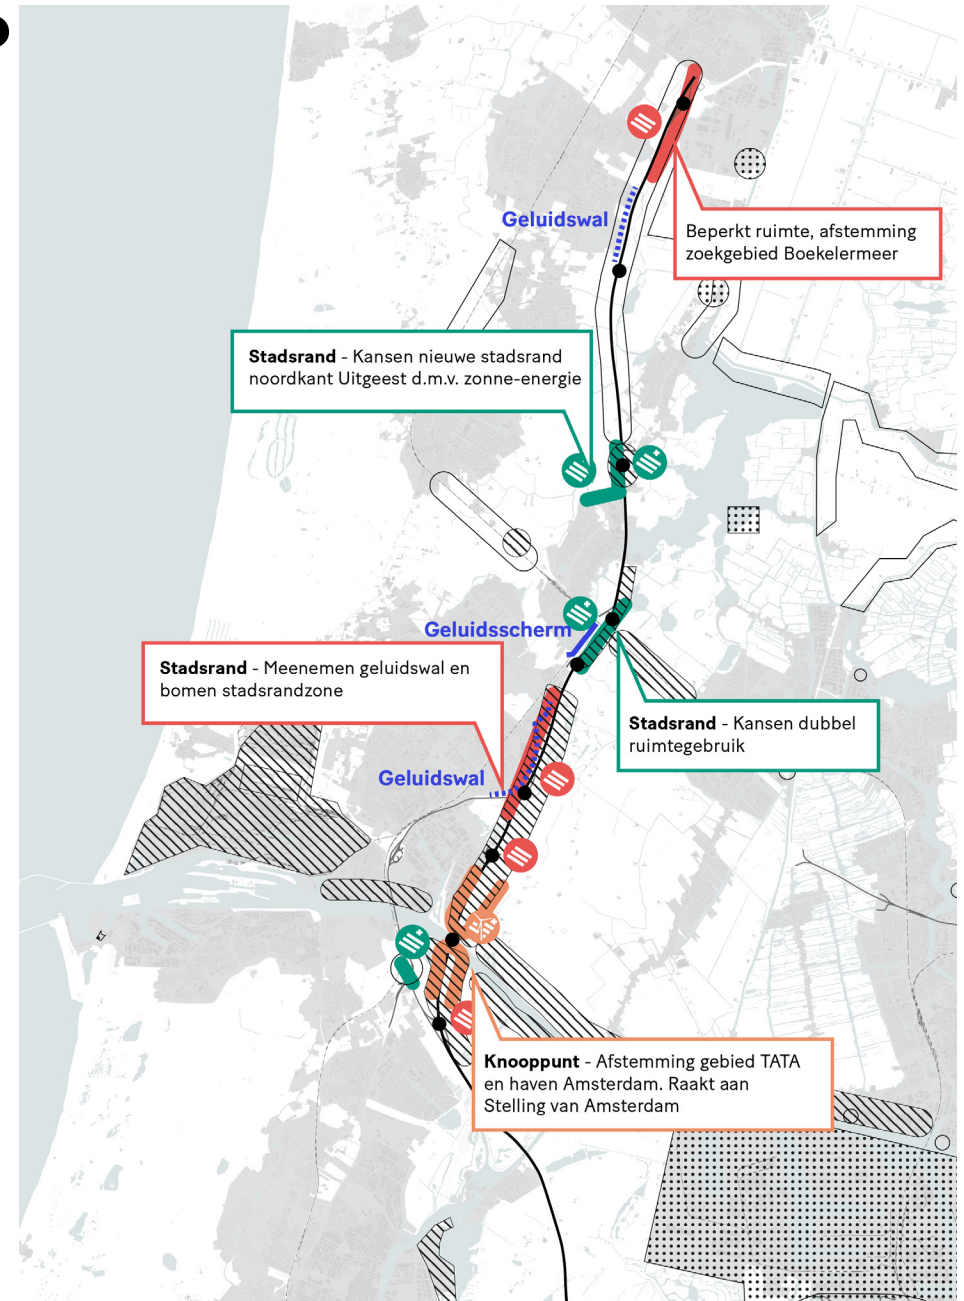 Geluidswal
Beperkt ruimte, afstemming
zoekgebied Boekelermeer
Stadsrand - Kansen nieuwe stadsrand
noordkant Uitgeest d.m.v. zonne-energie
Geluidsscherm
Stadsrand - Meenemen geluidswal en
bomen stadsrandzone
Stadsrand - Kansen dubbel
ruimtegebruik
Geluidswal
Knooppunt - Afstemming gebied TATA
en haven Amsterdam. Raakt aan
Stelling van Amsterdam